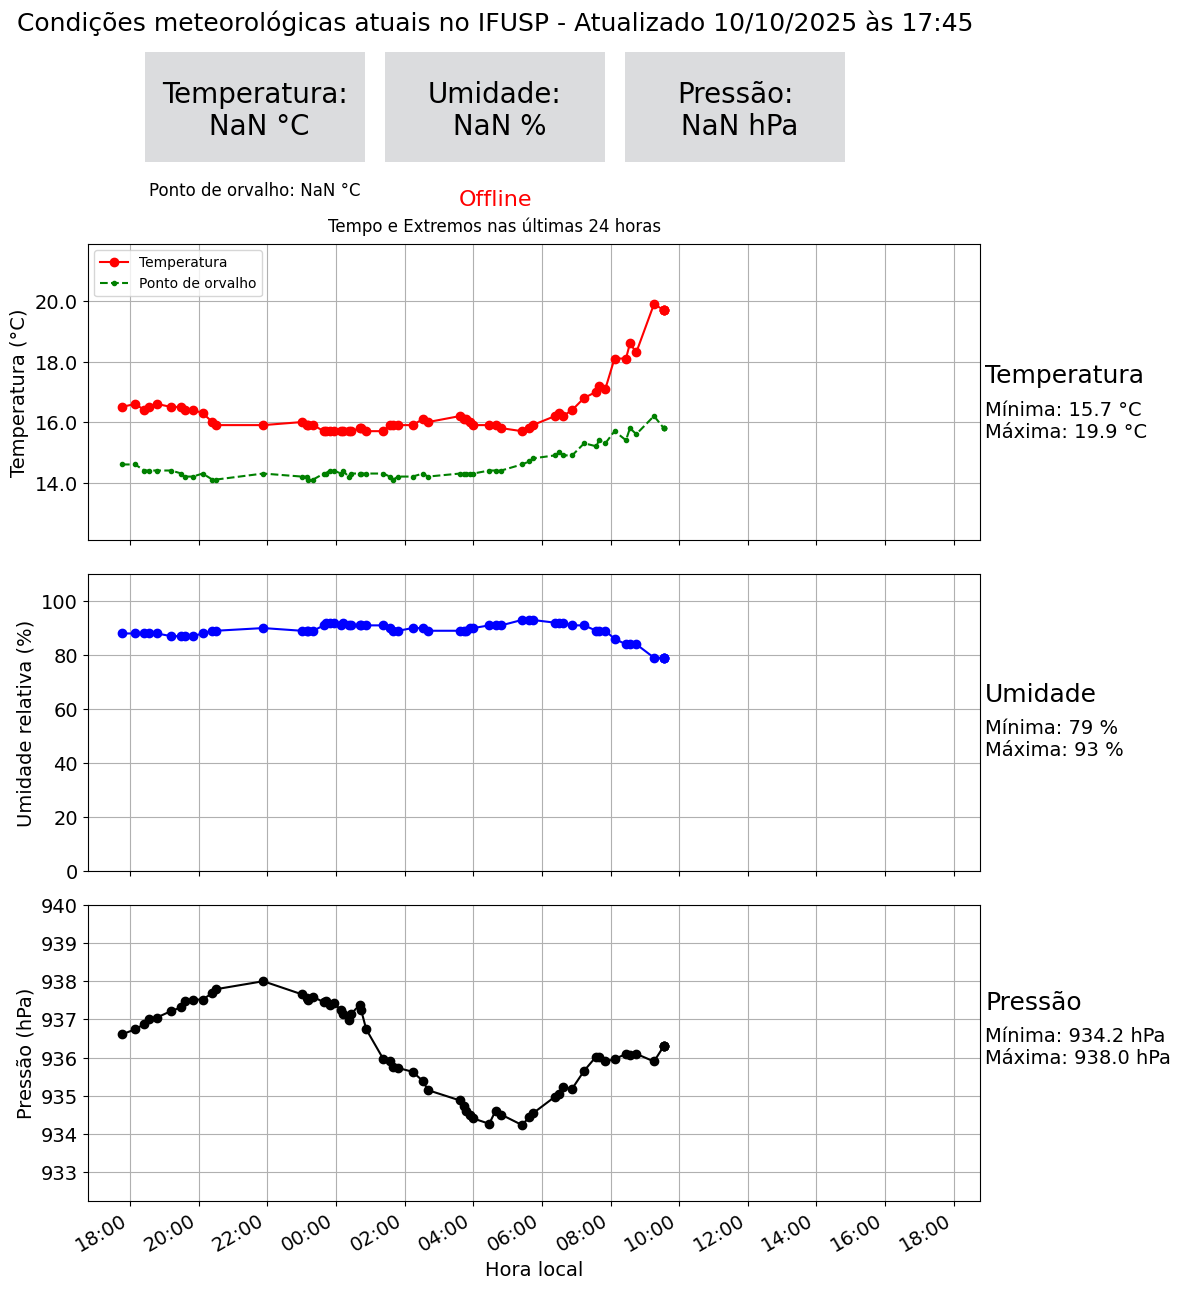 Condições meteorológicas atuais no IFUSP - Atualizado 10/10/2025 às 17:45
Temperatura:
NaN °C
Umidade:
NaN %
Pressão:
NaN hPa
Ponto de orvalho: NaN °C
Offline
Tempo e Extremos nas últimas 24 horas
Temperatura
Ponto de orvalho
Temperatura (°C)
20.0
18.0
16.0
14.0
Temperatura
Mínima: 15.7 °C
Máxima: 19.9 °C
Umidade relativa (%)
100
80
60
40
20
0
Umidade
Mínima: 79 %
Máxima: 93 %
Pressão (hPa)
940
939
938
937
936
935
934
933
Pressão
Mínima: 934.2 hPa
Máxima: 938.0 hPa
18:00
20:00
22:00
00:00
02:00
04:00
06:00
08:00
10:00
12:00
14:00
16:00
18:00
Hora local